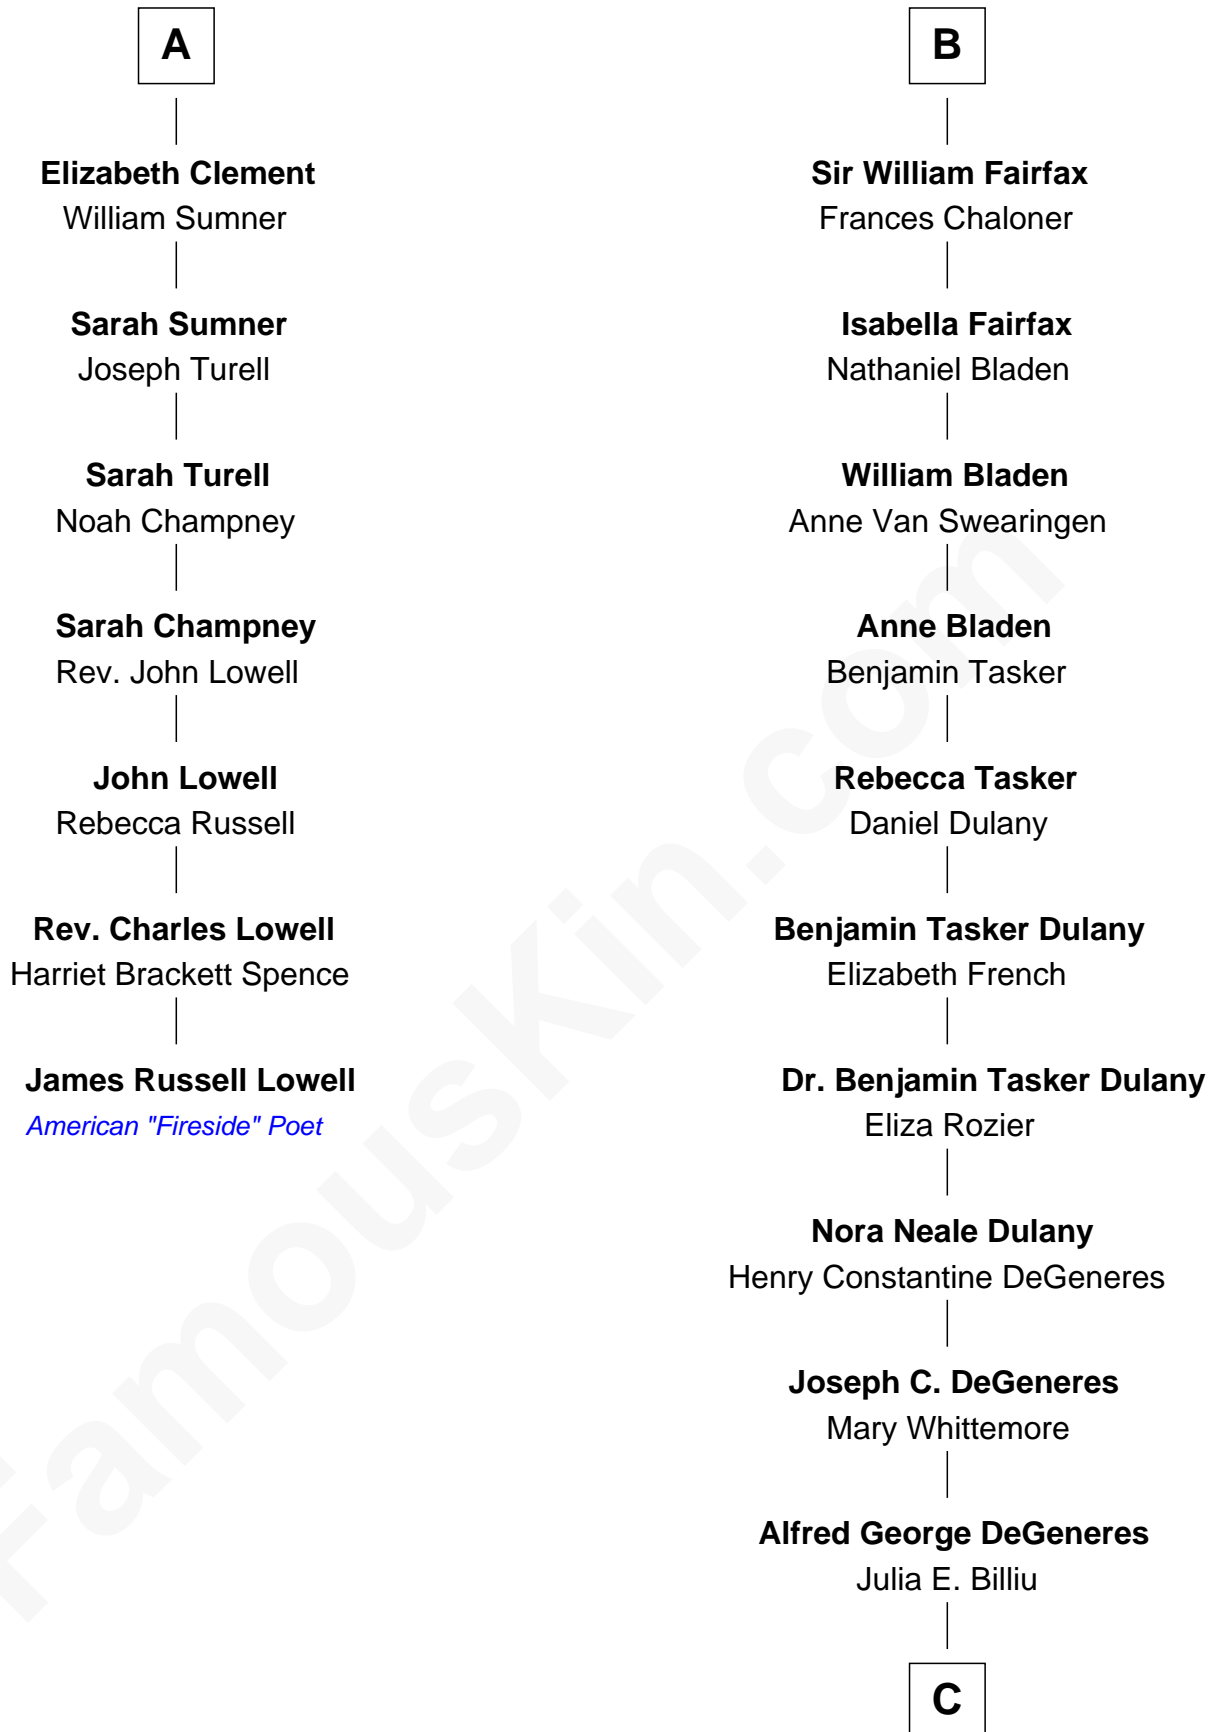 A
Elizabeth Clement
William Sumner
Sarah Sumner
Joseph Turell
Sarah Turell
Noah Champney
Sarah Champney
Rev. John Lowell
John Lowell
Rebecca Russell
Rev. Charles Lowell
Harriet Brackett Spence
James Russell Lowell
American "Fireside" Poet
B
Sir William Fairfax
Frances Chaloner
Isabella Fairfax
Nathaniel Bladen
William Bladen
Anne Van Swearingen
Anne Bladen
Benjamin Tasker
Rebecca Tasker
Daniel Dulany
Benjamin Tasker Dulany
Elizabeth French
Dr. Benjamin Tasker Dulany
Eliza Rozier
Nora Neale Dulany
Henry Constantine DeGeneres
Joseph C. DeGeneres
Mary Whittemore
Alfred George DeGeneres
Julia E. Billiu
C
FamousKin.com